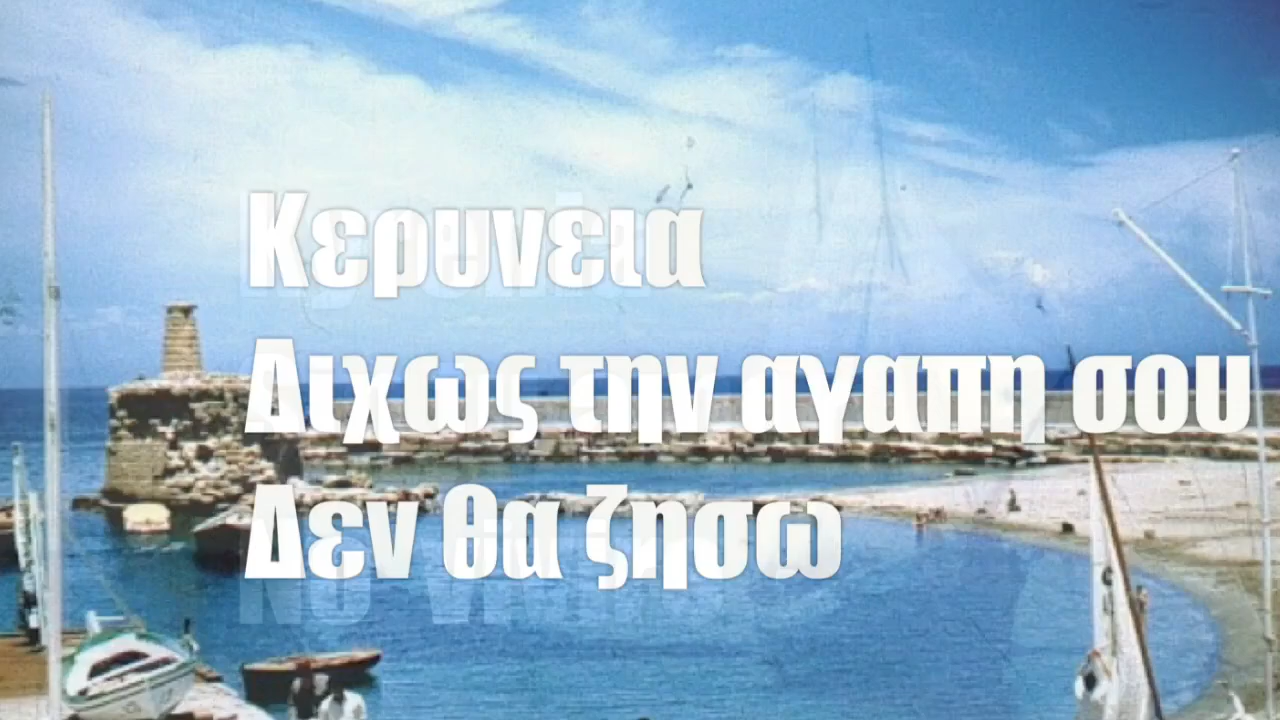 Κερυνεια
Διχως την αγαπη σου
Δεν θα ζησω